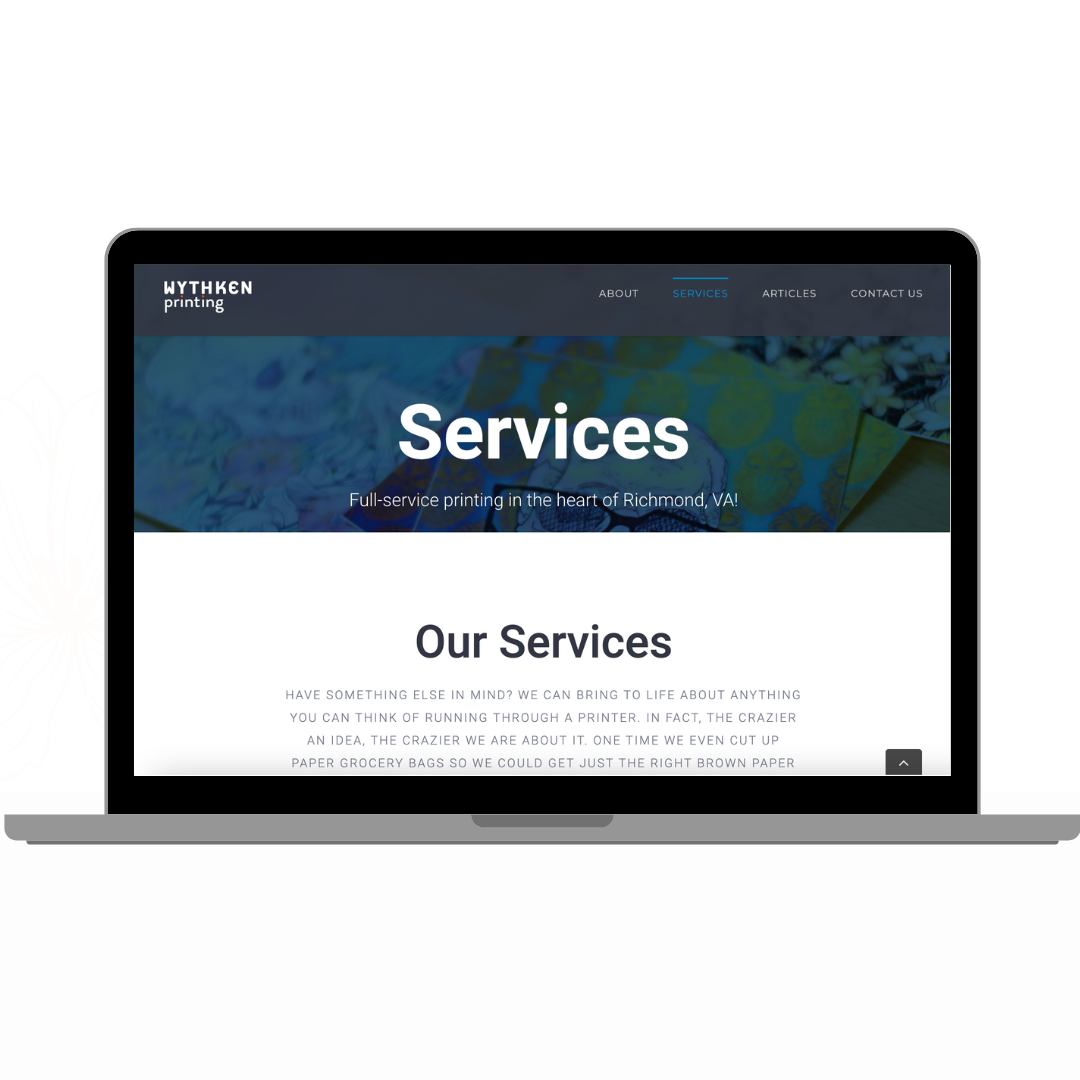 WYTHKEN
printing
ABOUT SERVICES ARTICLES CONTACT US
Services
Full-service printing in the heart of Richmond, VA!
Our Services
HAVE SOMETHING ELSE IN MIND? WE CAN BRING TO LIFE ABOUT ANYTHING
YOU CAN THINK OF RUNNING THROUGH A PRINTER. IN FACT, THE CRAZIER
AN IDEA, THE CRAZIER WE ARE ABOUT IT. ONE TIME WE EVEN CUT UP
PAPER GROCERY BAGS SO WE COULD GET JUST THE RIGHT BROWN PAPER